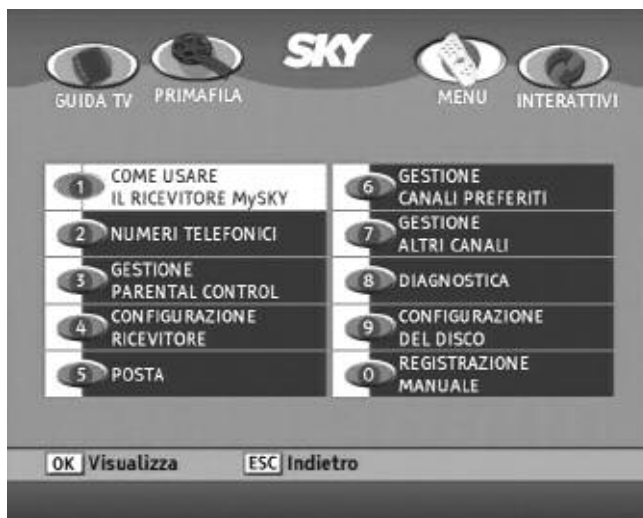 SKY
GUIDA TV
PRIMAFILA
MENU
INTERATTIVI
1 COME USARE
IL RICEVITORE MySKY
2 NUMERI TELEFONICI
3 GESTIONE
PARENTAL CONTROL
4 CONFIGURAZIONE
RICEVITORE
5 POSTA
6 GESTIONE
CANALI PREFERITI
7 GESTIONE
ALTRI CANALI
8 DIAGNOSTICA
9 CONFIGURAZIONE
DEL DISCO
0 REGISTRAZIONE
MANUALE
OK Visualizza ESC Indietro